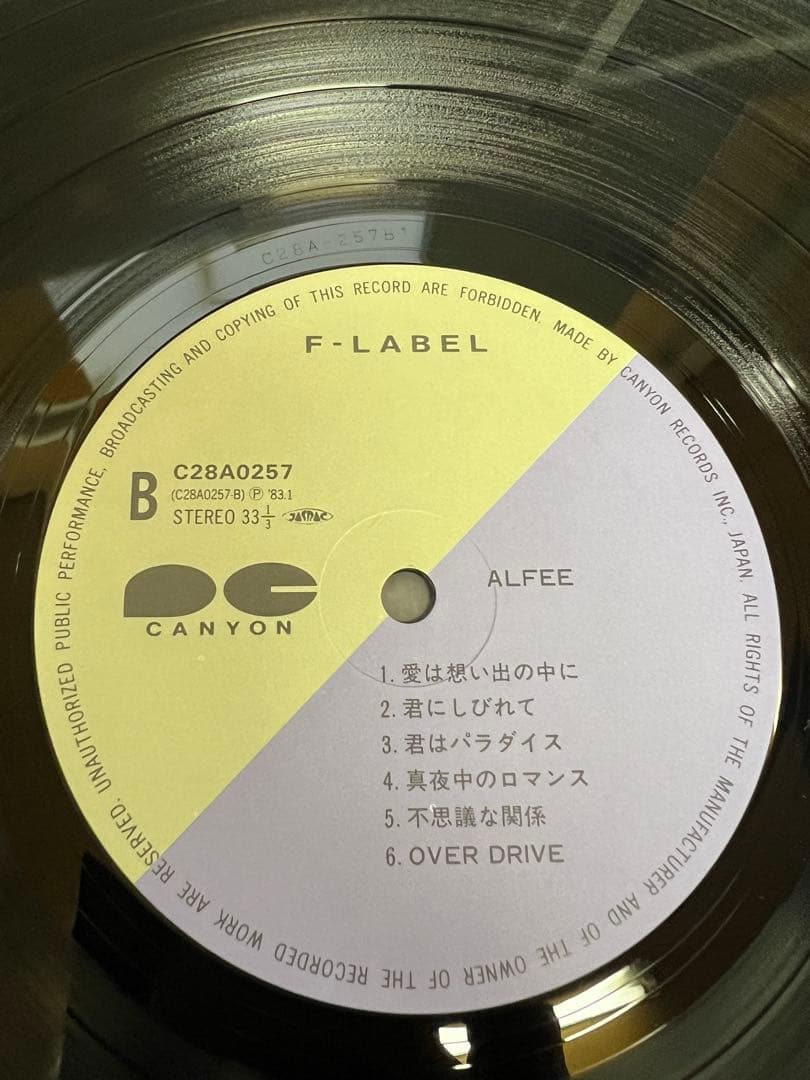 C28A-257b1
F-LABEL
B
C28A0257
(C28A0257-B) Ⓟ '83.1
STEREO 33⅓ JASRAC
CANYON
ALFEE
1. 愛は想い出の中に
2. 君にしびれて
3. 君はパラダイス
4. 真夜中のロマンス
5. 不思議な関係
6. OVER DRIVE
MADE BY CANYON RECORDS INC., JAPAN. ALL RIGHTS OF THE MANUFACTURER AND OF THE OWNER OF THE RECORDED WORK ARE RESERVED. UNAUTHORIZED PUBLIC PERFORMANCE, BROADCASTING AND COPYING OF THIS RECORD ARE FORBIDDEN.